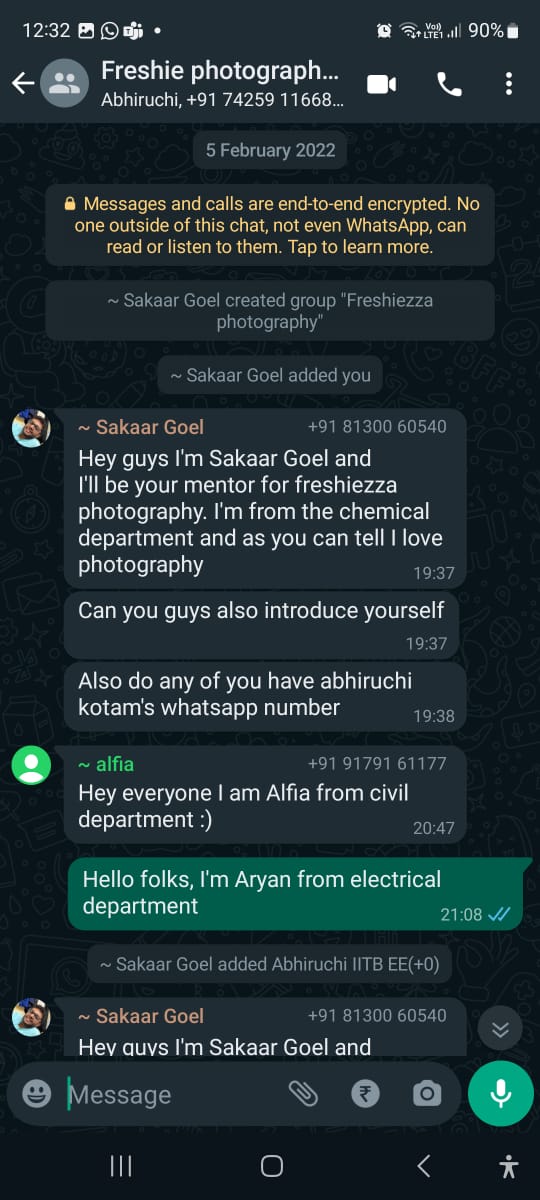 12:32
Vo)) LTE1 90%
Freshie photograph...
Abhiruchi, +91 74259 11668...
5 February 2022
Messages and calls are end-to-end encrypted. No
one outside of this chat, not even WhatsApp, can
read or listen to them. Tap to learn more.
~ Sakaar Goel created group "Freshiezza
photography"
~ Sakaar Goel added you
~ Sakaar Goel +91 81300 60540
Hey guys I'm Sakaar Goel and
I'll be your mentor for freshiezza
photography. I'm from the chemical
department and as you can tell I love
photography
19:37
Can you guys also introduce yourself
19:37
Also do any of you have abhiruchi
kotam's whatsapp number
19:38
~ alfia +91 91791 61177
Hey everyone I am Alfia from civil
department :)
20:47
Hello folks, I'm Aryan from electrical
department
21:08
~ Sakaar Goel added Abhiruchi IITB EE(+0)
~ Sakaar Goel +91 81300 60540
Hey guys I'm Sakaar Goel and
Message
₹